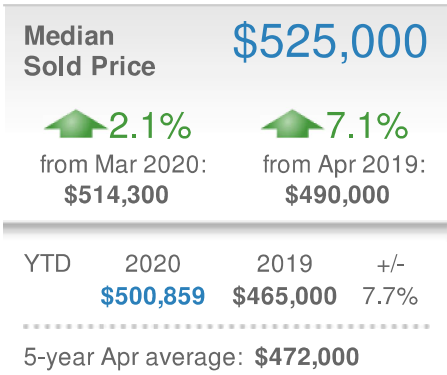 Median $525,000
Sold Price
2.1% 7.1%
from Mar 2020: from Apr 2019:
$514,300 $490,000
YTD 2020 2019 +/-
$500,859 $465,000 7.7%
5-year Apr average: $472,000